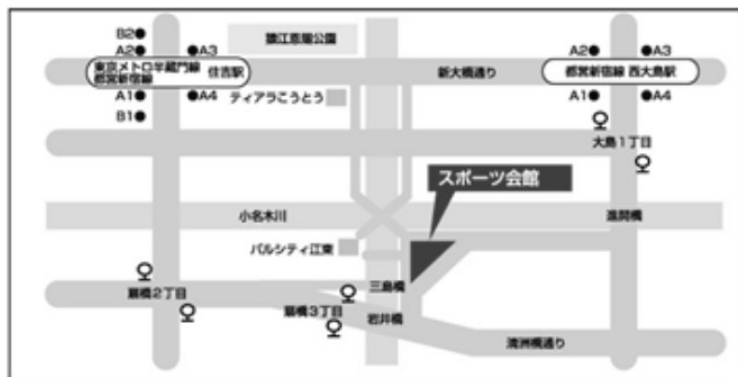 B2●
A2●
●A3
猿江恩賜公園
A2●
●A3
東京メトロ半蔵門線
都営新宿線
住吉駅
新大橋通り
都営新宿線 西大島駅
A1●
●A4
ティアラこうとう
A1●
●A4
B1●
大島1丁目
スポーツ会館
小名木川
進開橋
パルシティ江東
扇橋2丁目
三島橋
扇橋3丁目
岩井橋
清洲橋通り